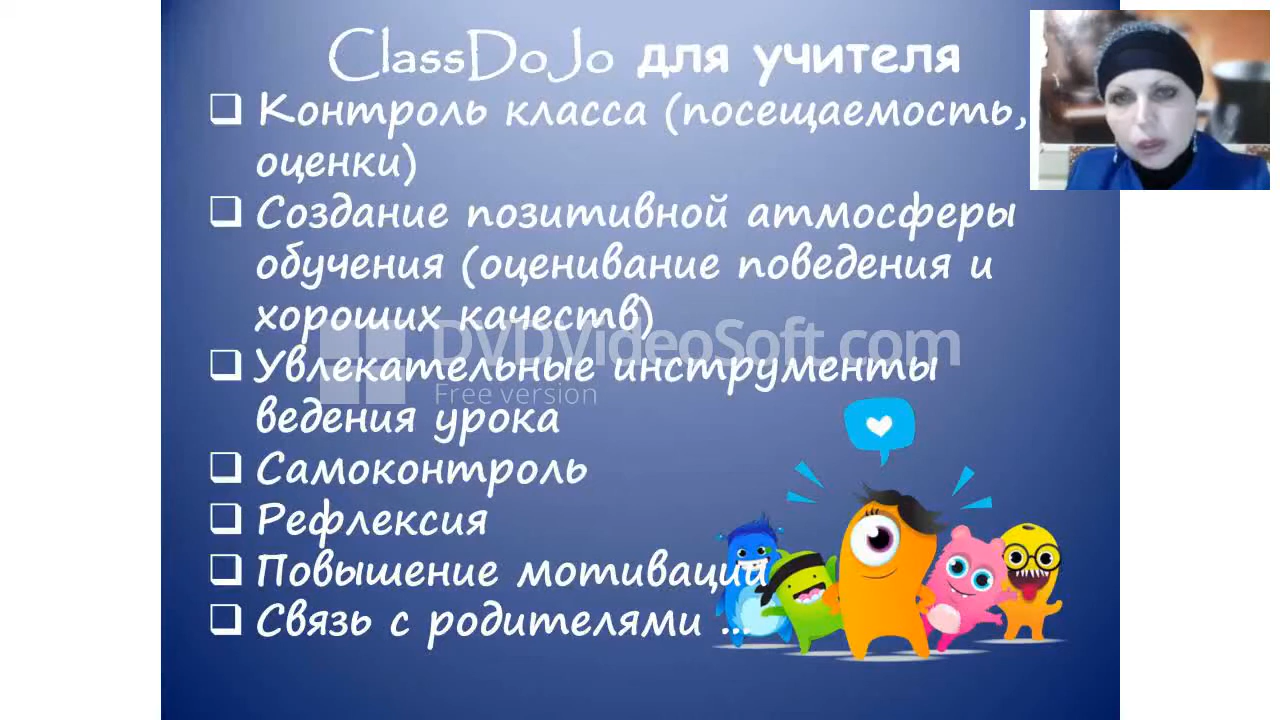 ClassDoJo для учителя
❑ Контроль класса (посещаемость,
оценки)
❑ Создание позитивной атмосферы
обучения (оценивание поведения и
хороших качеств)
DVDVideoSoft.com
❑ Увлекательные инструменты
Free version
ведения урока
❑ Самоконтроль
❑ Рефлексия
❑ Повышение мотивации
❑ Связь с родителями ...